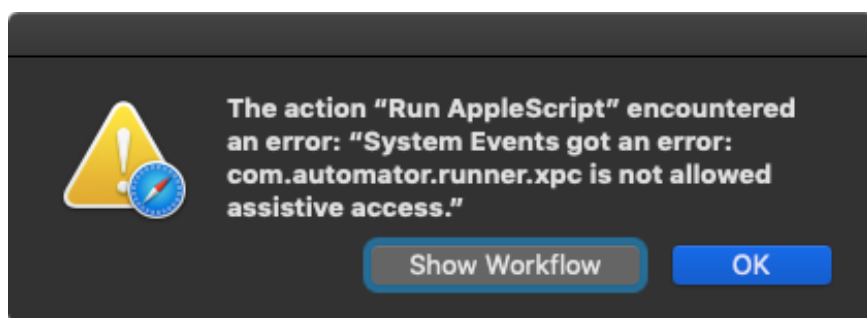 The action “Run AppleScript” encountered
an error: “System Events got an error:
com.automator.runner.xpc is not allowed
assistive access.”
Show Workflow
OK